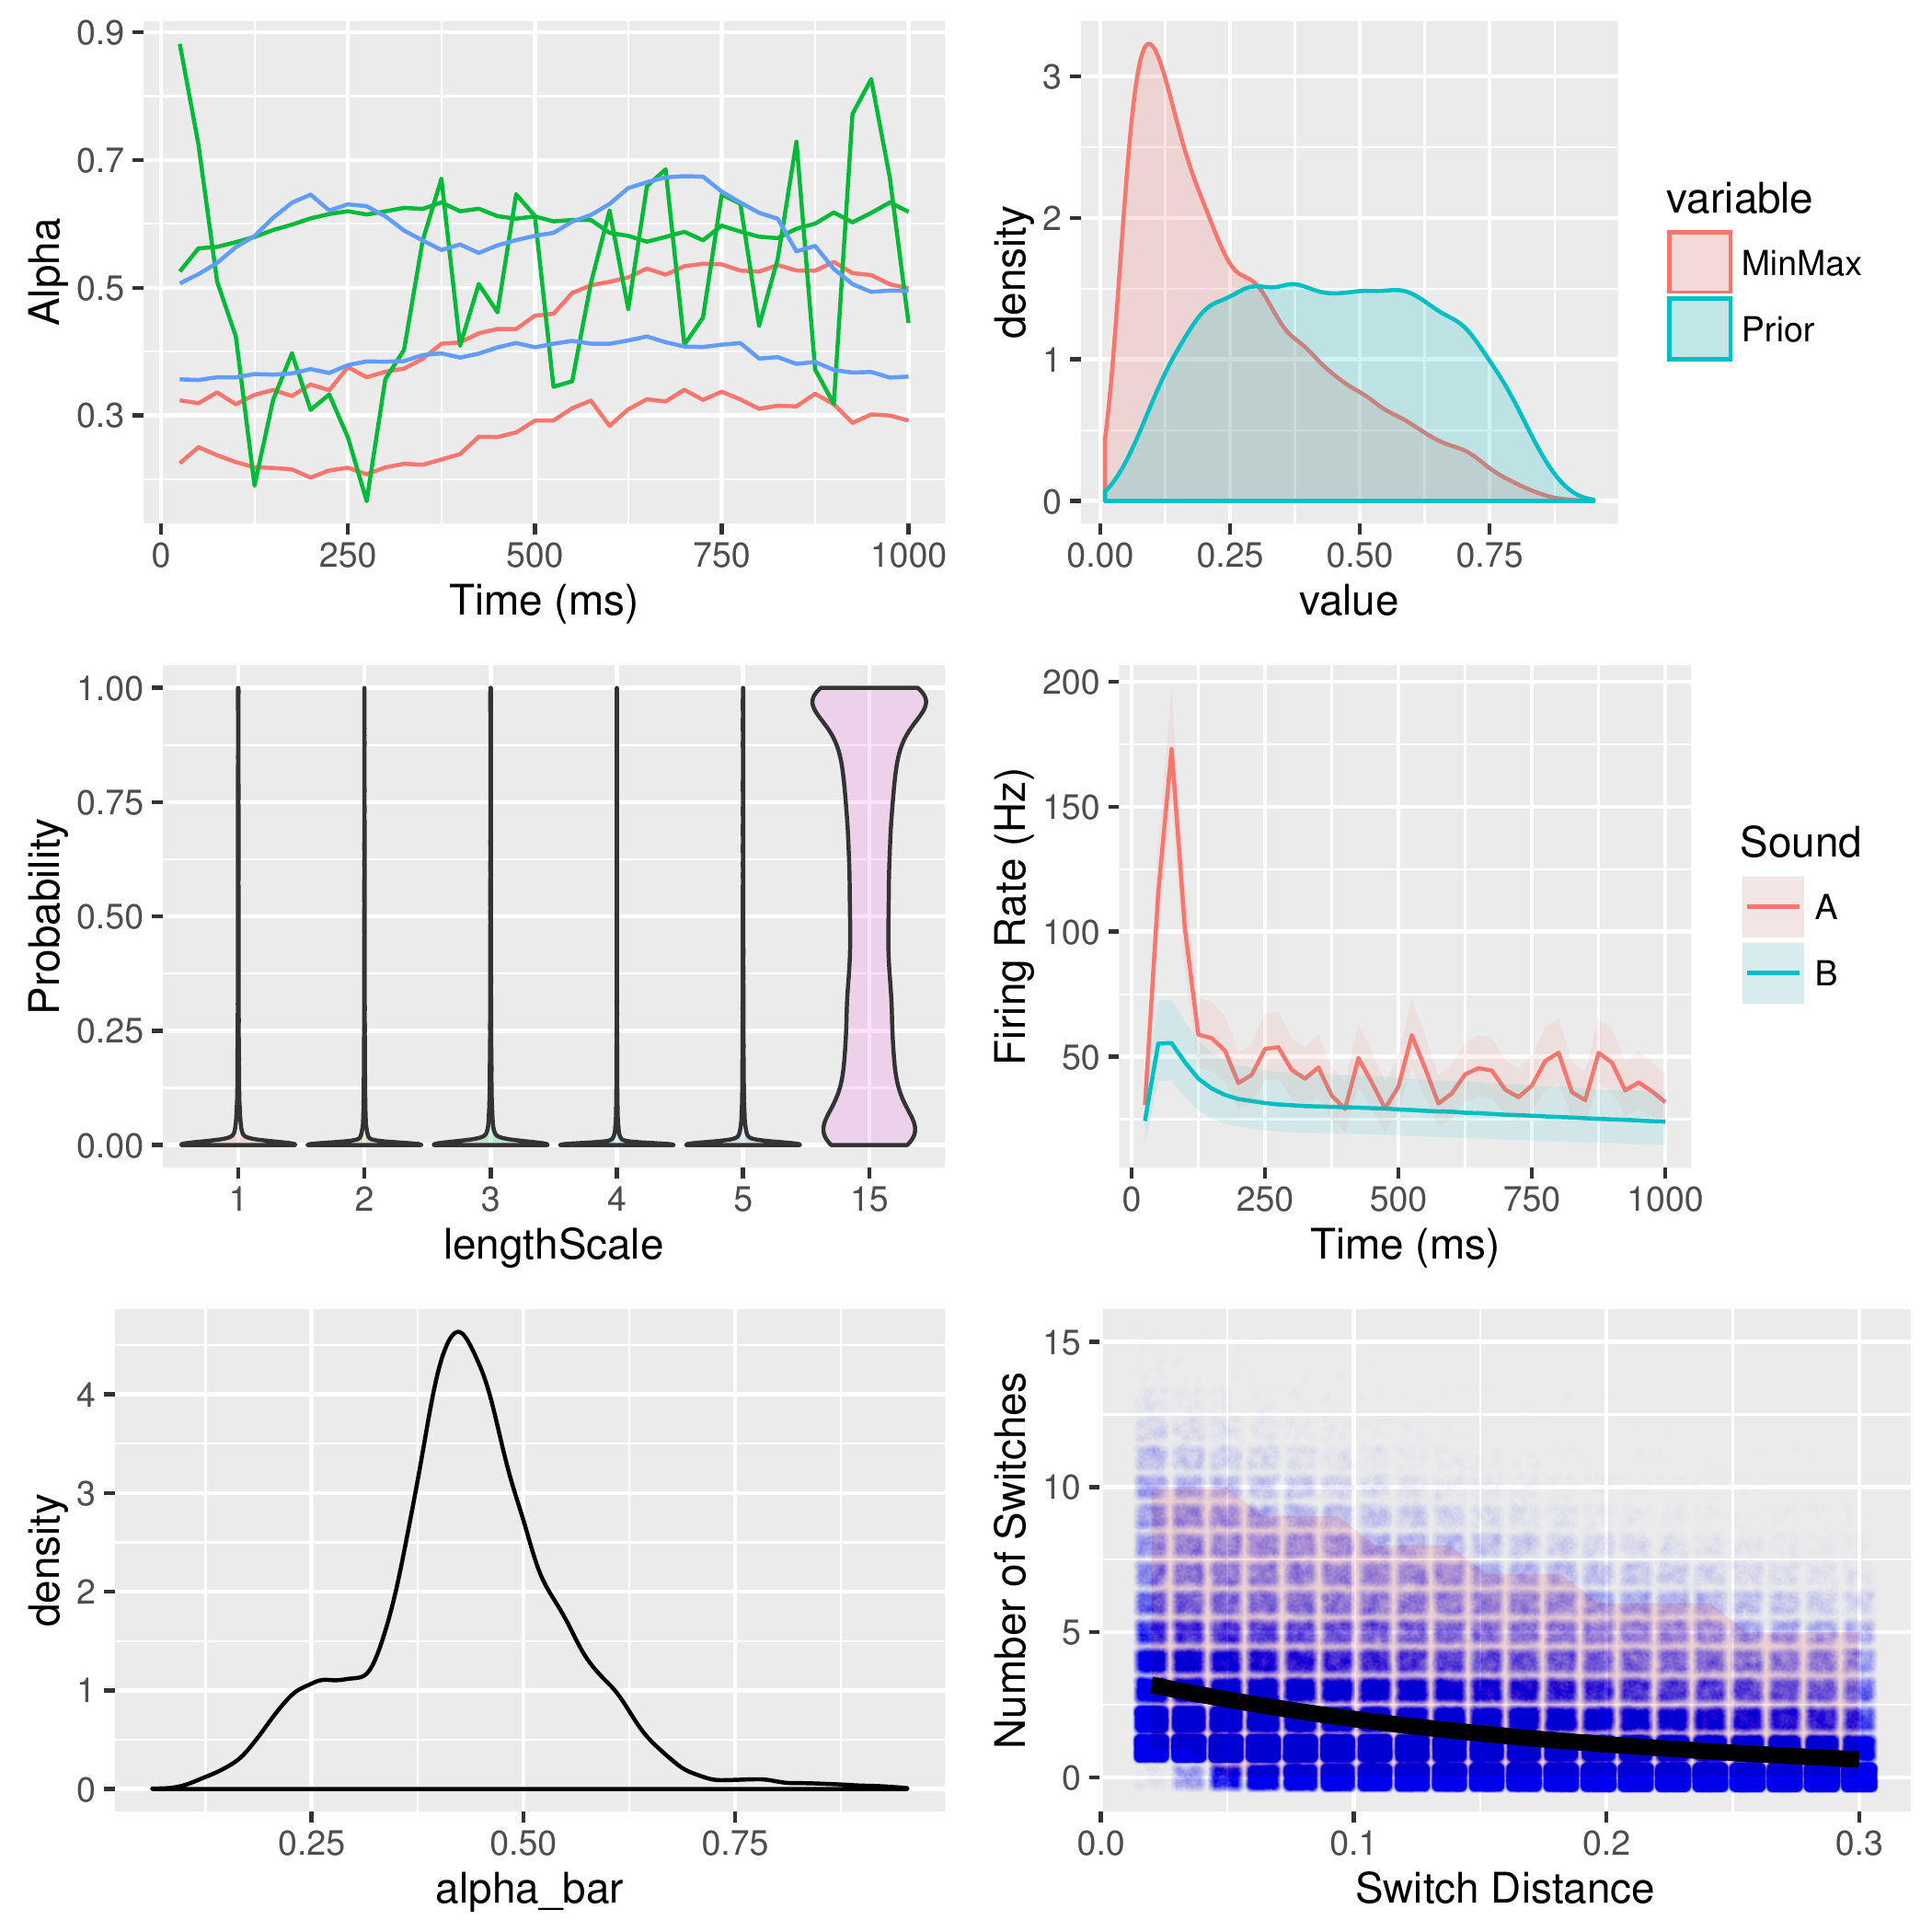 0.9
0.7
0.5
0.3
Alpha
0 250 500 750 1000
Time (ms)
3
2
1
0
density
0.00 0.25 0.50 0.75
value
variable
MinMax
Prior
1.00
0.75
0.50
0.25
0.00
Probability
1 2 3 4 5 15
lengthScale
200
150
100
50
Firing Rate (Hz)
0 250 500 750 1000
Time (ms)
Sound
A
B
4
3
2
1
0
density
0.25 0.50 0.75
alpha_bar
15
10
5
0
Number of Switches
0.0 0.1 0.2 0.3
Switch Distance